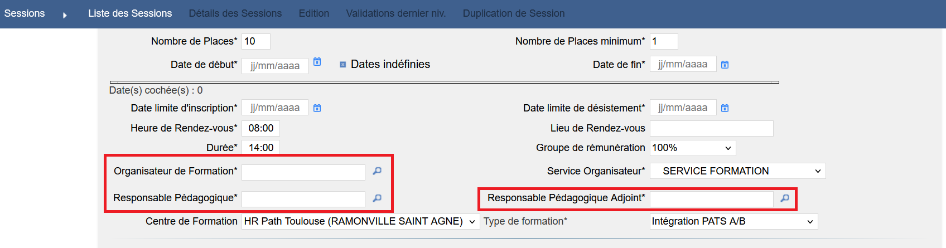 Sessions ▸ Liste des Sessions Détails des Sessions Edition Validations dernier niv. Duplication de Session
Nombre de Places* 10 Nombre de Places minimum* 1
Date de début* jj/mm/aaaa Dates indéfinies Date de fin* jj/mm/aaaa
Date(s) cochée(s) : 0
Date limite d'inscription* jj/mm/aaaa Date limite de désistement* jj/mm/aaaa
Heure de Rendez-vous* 08:00 Lieu de Rendez-vous
Durée* 14:00 Groupe de rémunération 100%
Organisateur de Formation* Service Organisateur* SERVICE FORMATION
Responsable Pédagogique* Responsable Pédagogique Adjoint*
Centre de Formation HR Path Toulouse (RAMONVILLE SAINT AGNE) Type de formation* Intégration PATS A/B